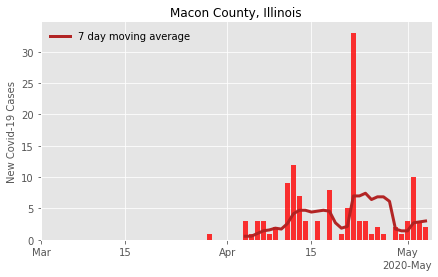 Macon County, Illinois
7 day moving average
New Covid-19 Cases
30
25
20
15
10
5
0
Mar 15 Apr 15 May
2020-May